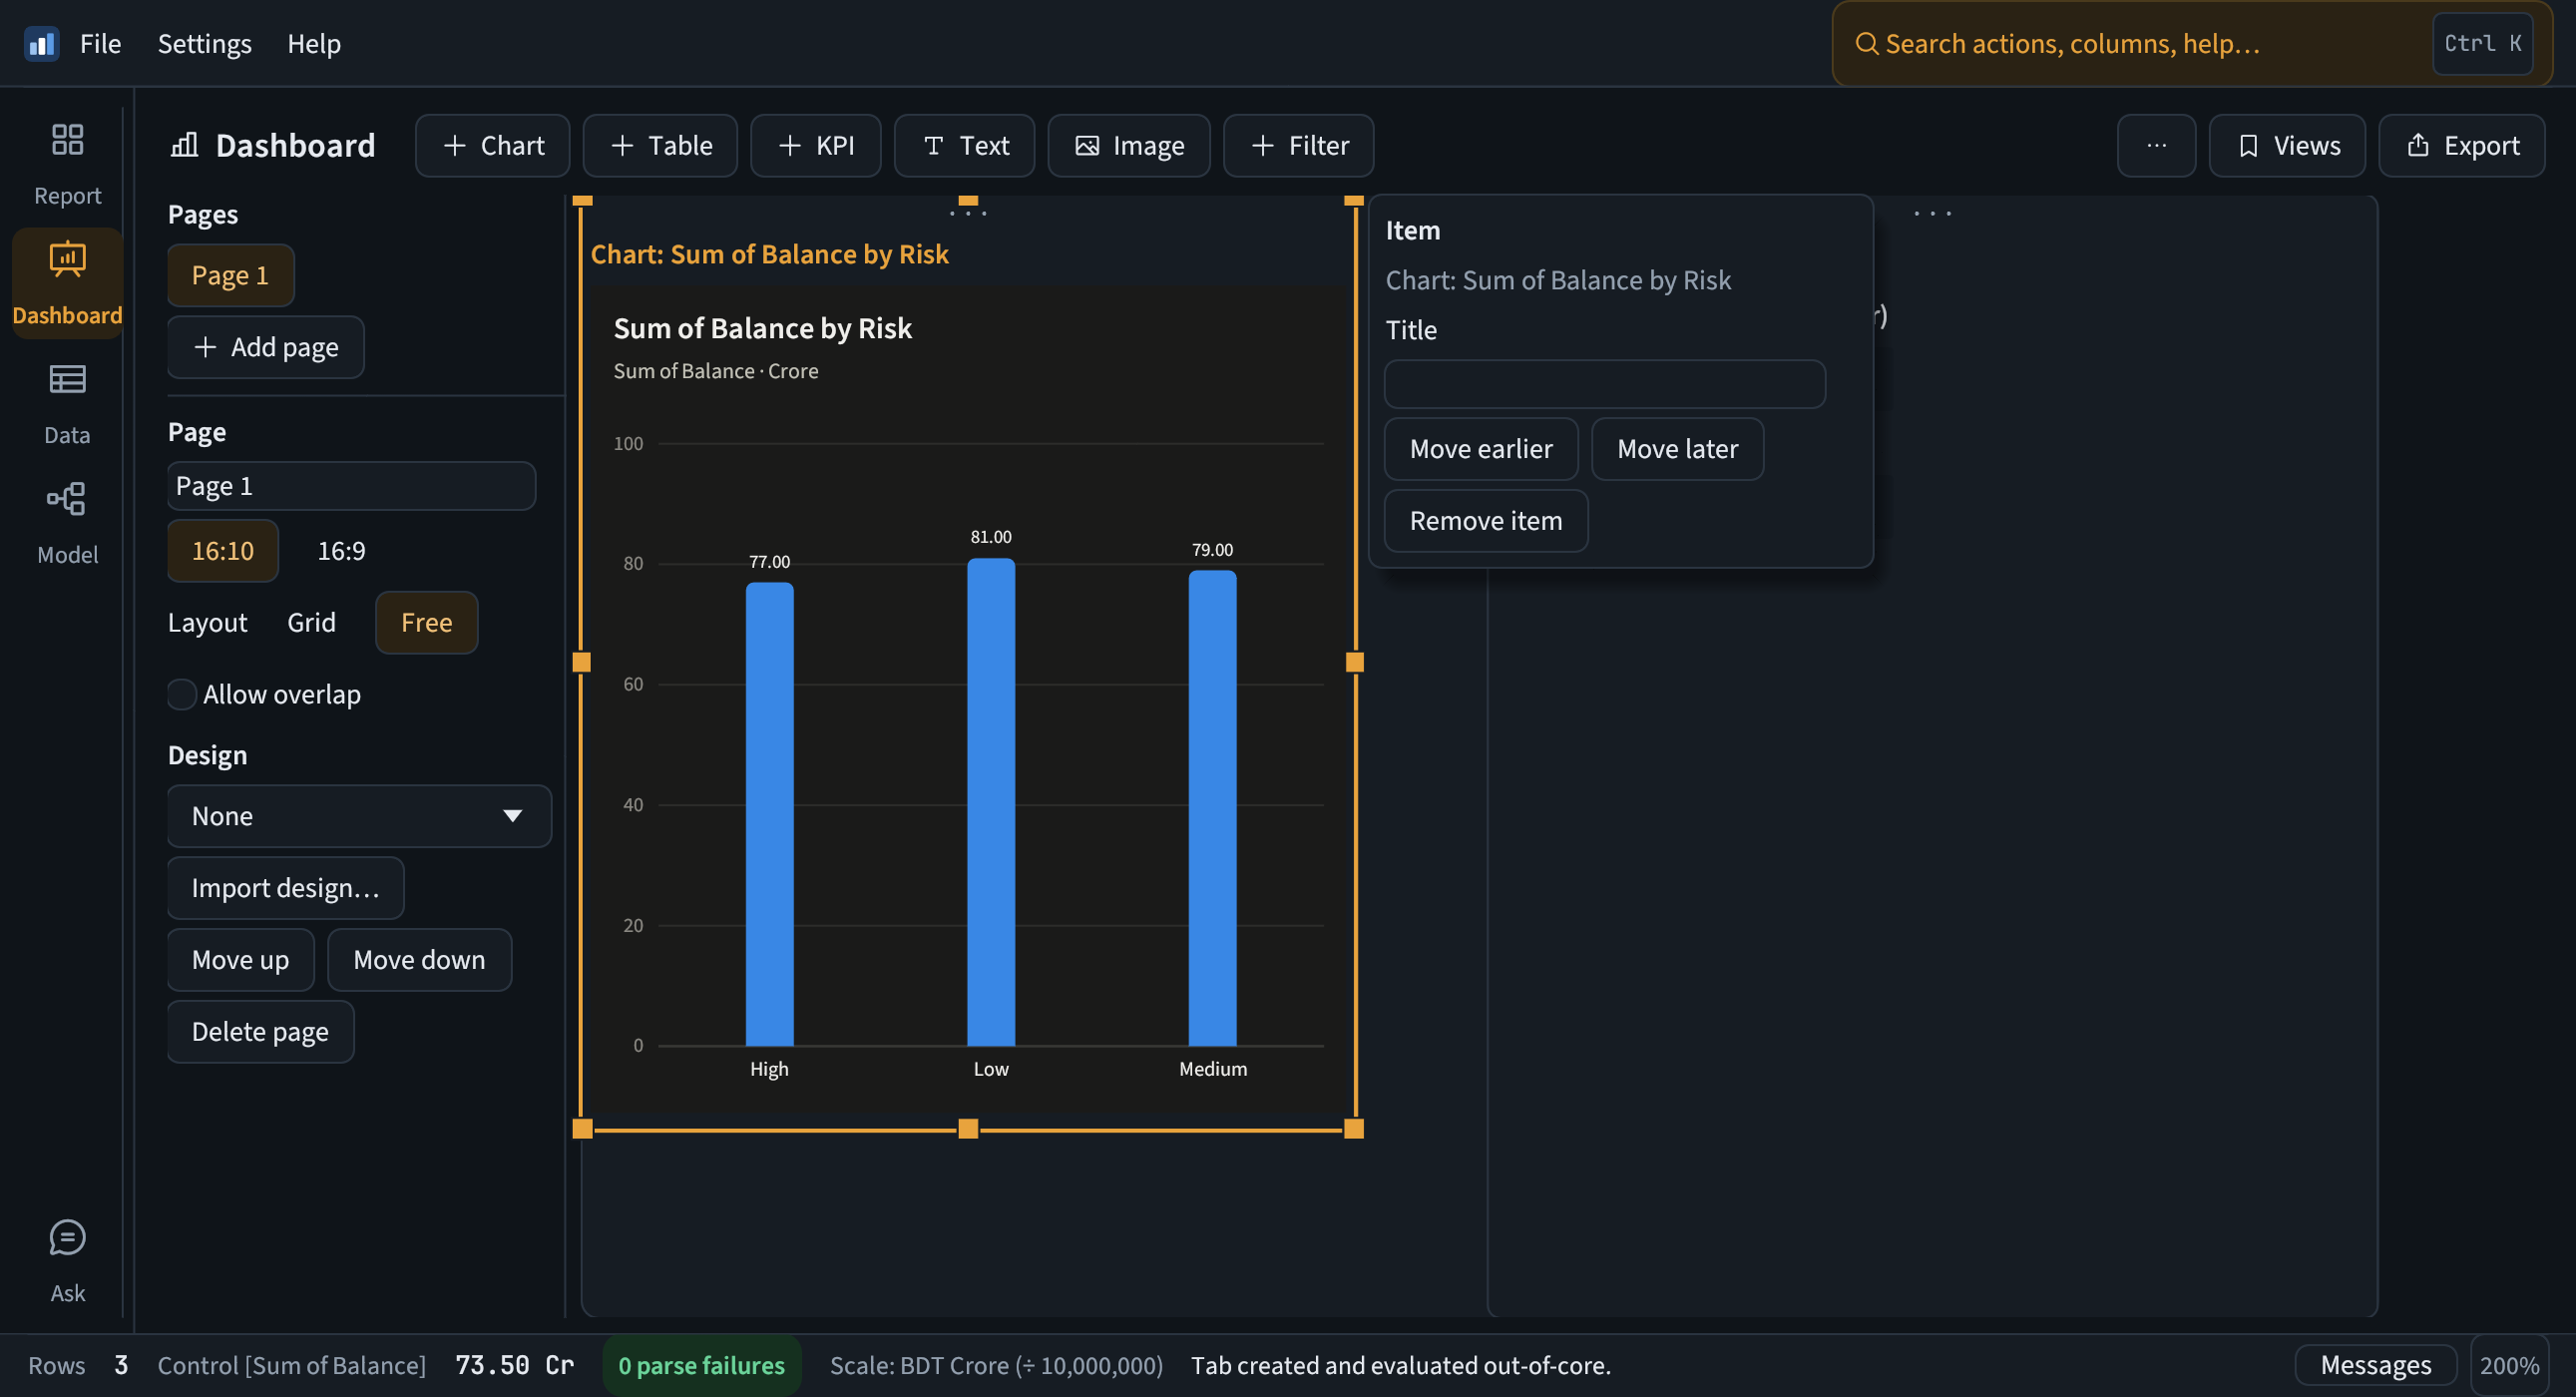 File Settings Help
Search actions, columns, help… Ctrl K
Report
Dashboard
Data
Model
Ask
Dashboard
Chart Table KPI Text Image Filter
··· Views Export
Pages
Page 1
Add page
Page
Page 1
16:10 16:9
Layout Grid Free
Allow overlap
Design
None
Import design…
Move up Move down
Delete page
Chart: Sum of Balance by Risk
Sum of Balance by Risk
Sum of Balance · Crore
100
80
60
40
20
0
77.00
81.00
79.00
High Low Medium
Item
Chart: Sum of Balance by Risk
Title
Move earlier Move later
Remove item
Rows 3 Control [Sum of Balance] 73.50 Cr 0 parse failures Scale: BDT Crore (÷ 10,000,000) Tab created and evaluated out-of-core. Messages 200%